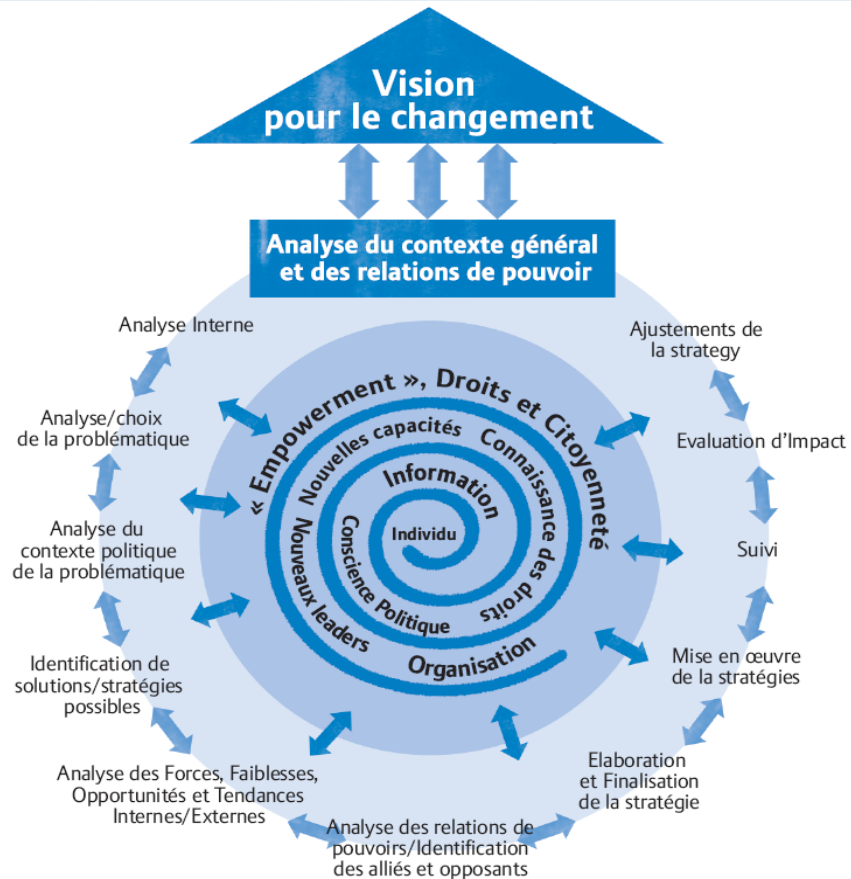 Vision
pour le changement
Analyse du contexte général
et des relations de pouvoir
Analyse Interne
Analyse/choix
de la problématique
Analyse du
contexte politique
de la problématique
Identification de
solutions/stratégies
possibles
Analyse des Forces, Faiblesses,
Opportunités et Tendances
Internes/Externes
Analyse des relations de
pouvoirs/Identification
des alliés et opposants
Elaboration
et Finalisation
de la stratégie
Mise en œuvre
de la stratégies
Suivi
Evaluation d’Impact
Ajustements de
la strategy
« Empowerment », Droits et Citoyenneté
Nouvelles capacités
Connaissance des droits
Information
Individu
Conscience Politique
Nouveaux leaders
Organisation